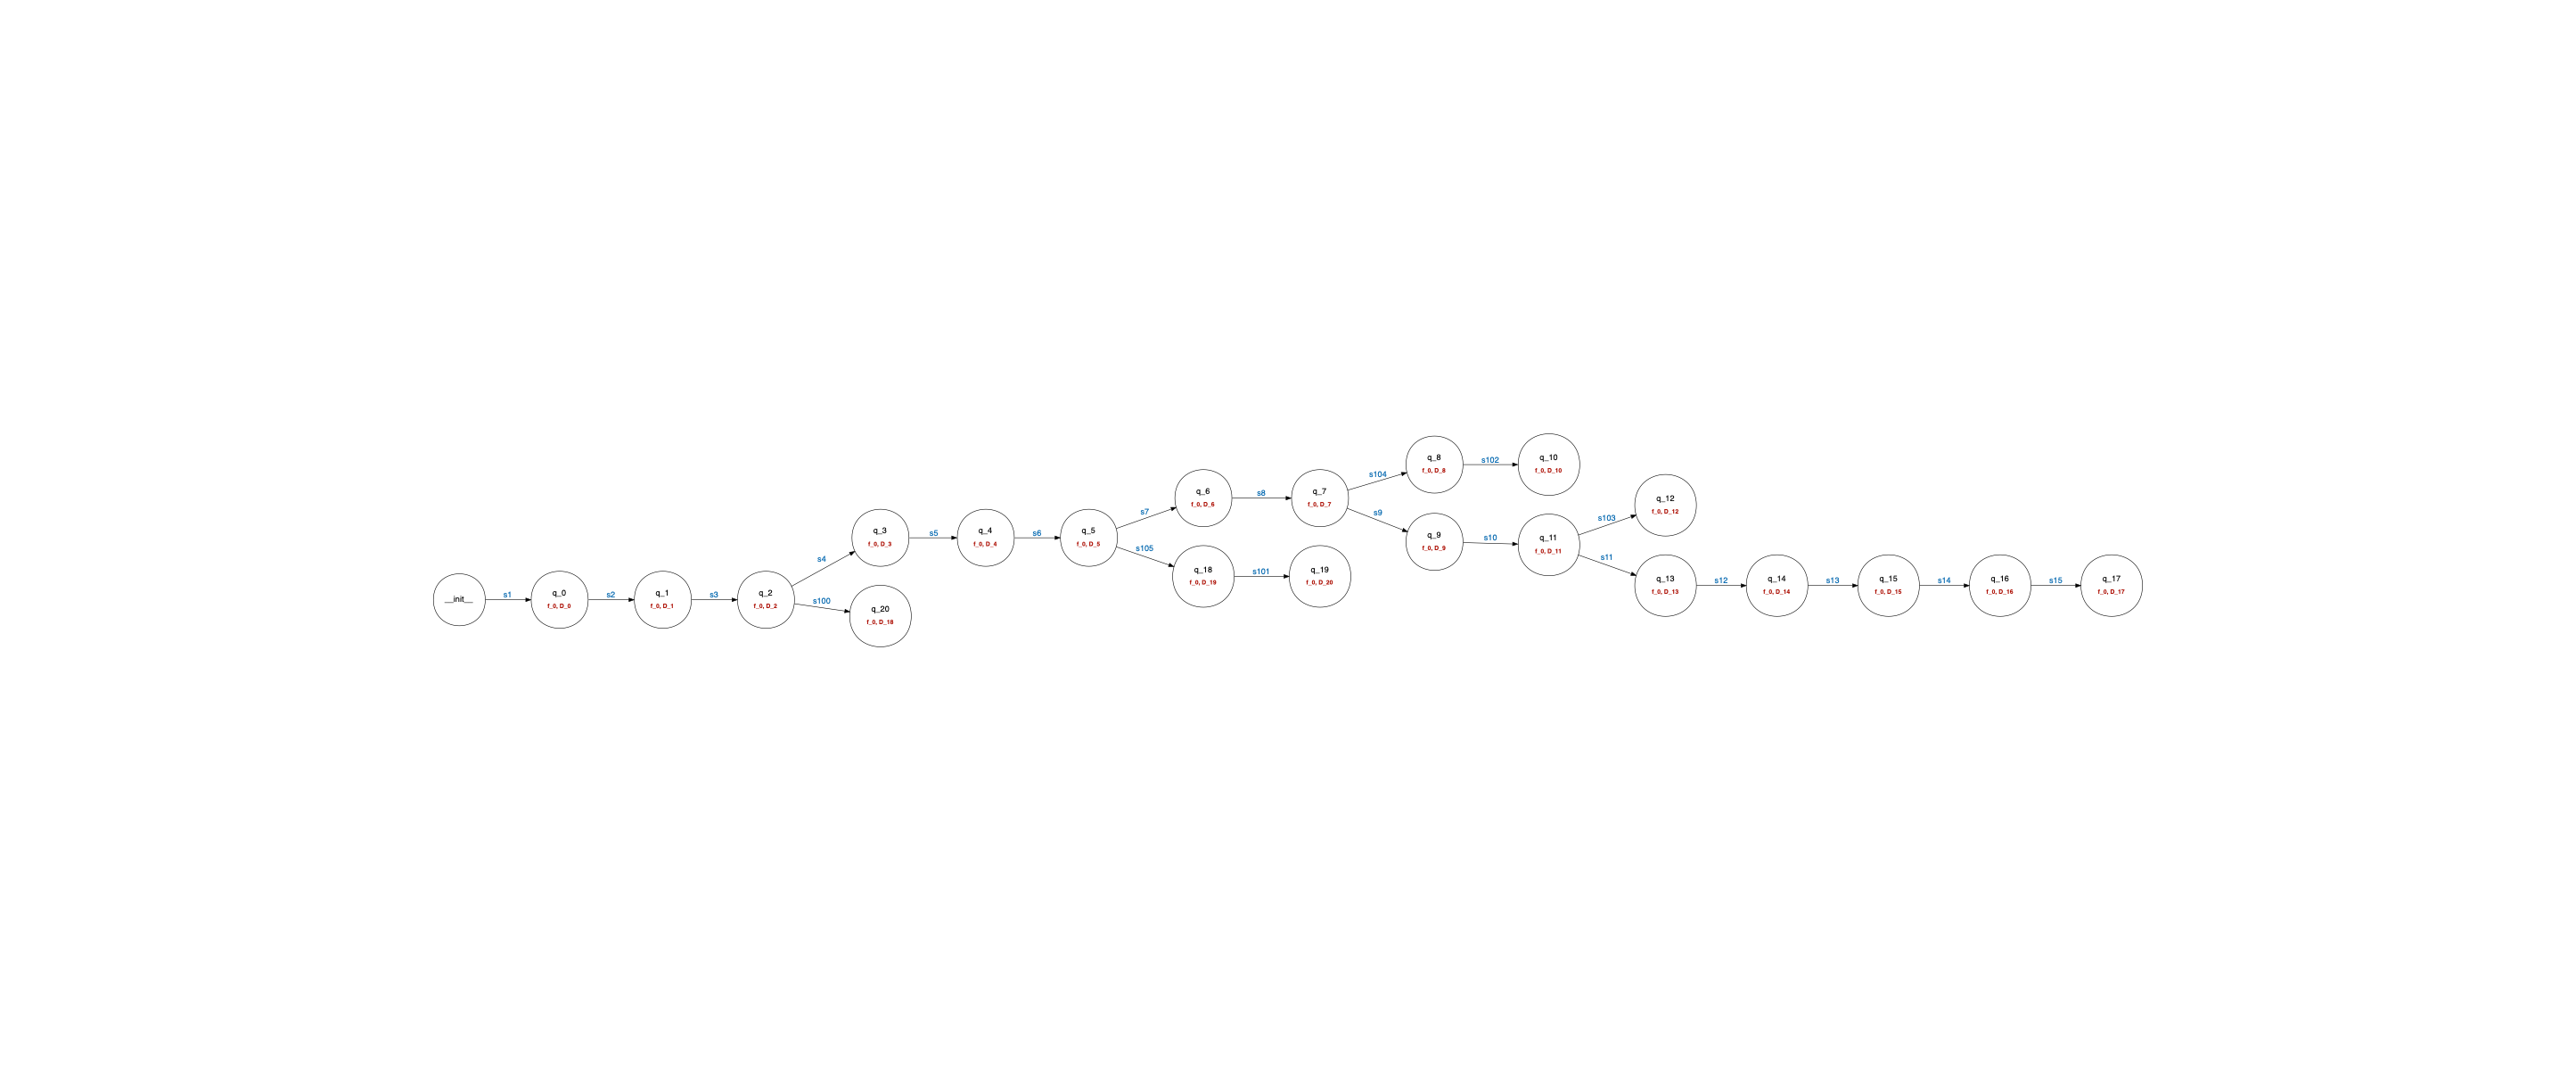 __init__
s1
q_0
f_0, D_0
s2
q_1
f_0, D_1
s3
q_2
f_0, D_2
s4
q_3
f_0, D_3
s100
q_20
f_0, D_18
s5
q_4
f_0, D_4
s6
q_5
f_0, D_5
s7
q_6
f_0, D_6
s105
q_18
f_0, D_19
s101
q_19
f_0, D_20
s8
q_7
f_0, D_7
s104
q_8
f_0, D_8
s102
q_10
f_0, D_10
s9
q_9
f_0, D_9
s10
q_11
f_0, D_11
s103
q_12
f_0, D_12
s11
q_13
f_0, D_13
s12
q_14
f_0, D_14
s13
q_15
f_0, D_15
s14
q_16
f_0, D_16
s15
q_17
f_0, D_17